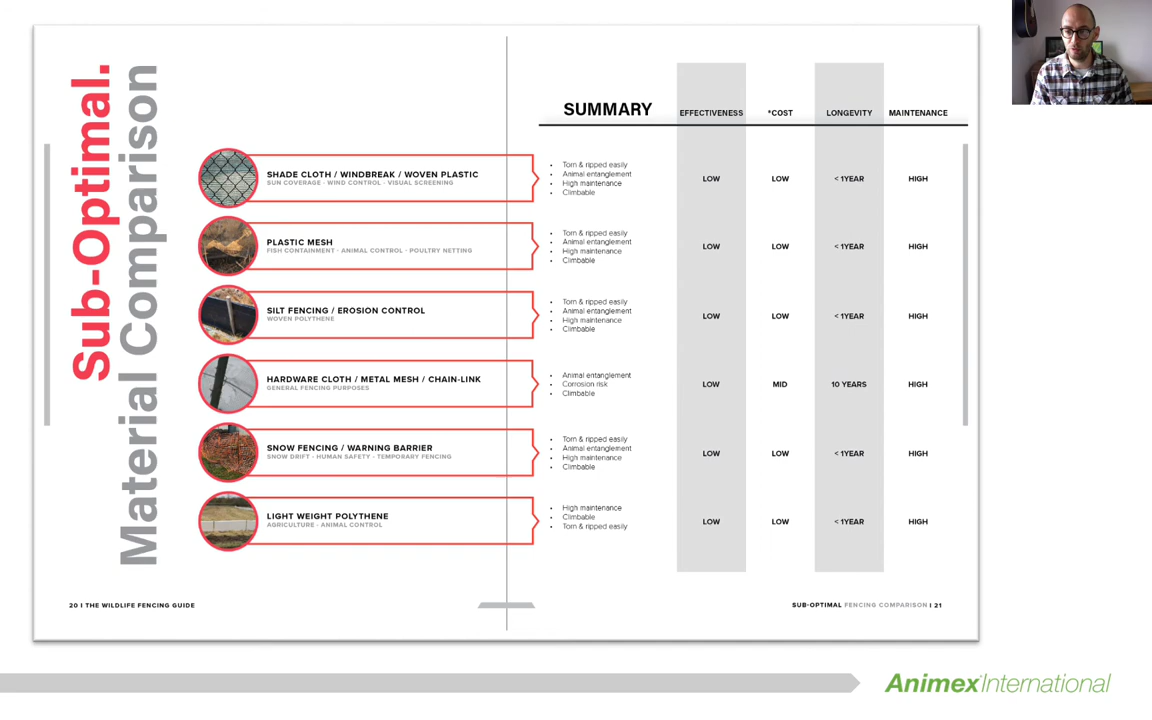 Sub-Optimal.
Material Comparison
SUMMARY
EFFECTIVENESS
*COST
LONGEVITY
MAINTENANCE
SHADE CLOTH / WINDBREAK / WOVEN PLASTIC
SUN COVERAGE - WIND CONTROL - VISUAL SCREENING
• Torn & ripped easily
• Animal entanglement
• High maintenance
• Climbable
LOW
LOW
< 1YEAR
HIGH
PLASTIC MESH
FISH CONTAINMENT - ANIMAL CONTROL - POULTRY NETTING
• Torn & ripped easily
• Animal entanglement
• High maintenance
• Climbable
LOW
LOW
< 1YEAR
HIGH
SILT FENCING / EROSION CONTROL
WOVEN POLYTHENE
• Torn & ripped easily
• Animal entanglement
• High maintenance
• Climbable
LOW
LOW
< 1YEAR
HIGH
HARDWARE CLOTH / METAL MESH / CHAIN-LINK
GENERAL FENCING PURPOSES
• Animal entanglement
• Corrosion risk
• Climbable
LOW
MID
10 YEARS
HIGH
SNOW FENCING / WARNING BARRIER
SNOW DRIFT - HUMAN SAFETY - TEMPORARY FENCING
• Torn & ripped easily
• Animal entanglement
• High maintenance
• Climbable
LOW
LOW
< 1YEAR
HIGH
LIGHT WEIGHT POLYTHENE
AGRICULTURE - ANIMAL CONTROL
• High maintenance
• Climbable
• Torn & ripped easily
LOW
LOW
< 1YEAR
HIGH
20 I THE WILDLIFE FENCING GUIDE
SUB-OPTIMAL FENCING COMPARISON I 21
Animex International